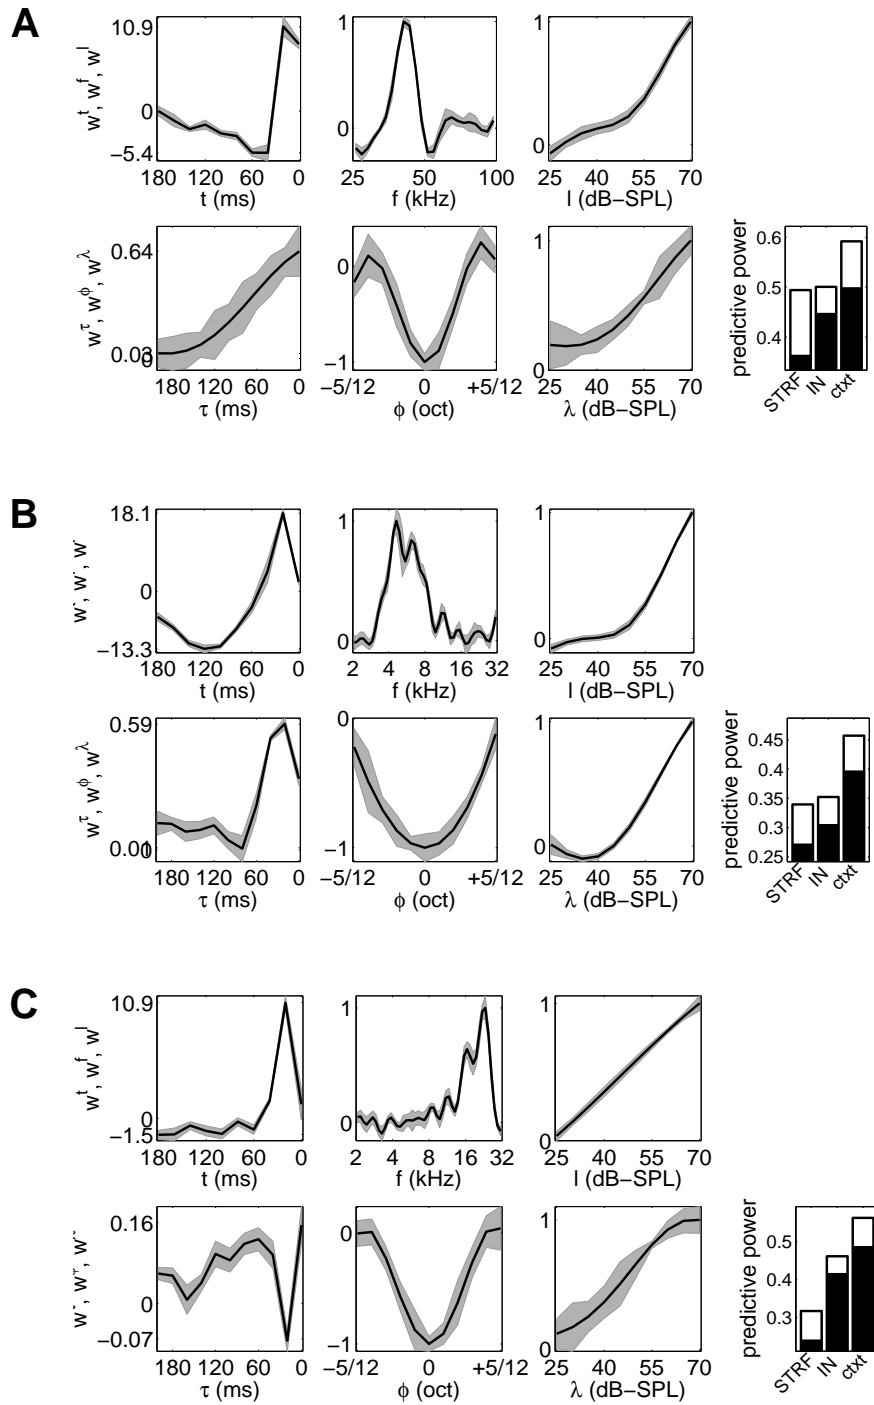 A
10.9
0
−5.4
180 120 60 0
t (ms)
wᵗ, wᶠ, wˡ
1
0
25 50 100
f (kHz)
1
0
25 40 55 70
l (dB−SPL)
0.64
0.03
0
180 120 60 0
τ (ms)
wᵗ, wᶲ, wλ
0
−1
−5/12 0 +5/12
ϕ (oct)
1
0
25 40 55 70
λ (dB−SPL)
predictive power
0.6
0.5
0.4
STRF IN ctxt
B
18.1
0
−13.3
180 120 60 0
t (ms)
1
0
2 4 8 16 32
f (kHz)
1
0
25 40 55 70
l (dB−SPL)
0.59
0.00
0
180 120 60 0
τ (ms)
w^τ, w^ϕ, w^λ
0
−1
−5/12 0 +5/12
ϕ (oct)
1
0
25 40 55 70
λ (dB−SPL)
predictive power
0.45
0.4
0.35
0.3
0.25
STRF IN ctxt
C
10.9
0
−1.5
180 120 60 0
t (ms)
wᵗ, wᶠ, wˡ
1
0
2 4 8 16 32
f (kHz)
1
0
25 40 55 70
l (dB−SPL)
0.16
0
−0.07
180 120 60 0
τ (ms)
0
−1
−5/12 0 +5/12
ϕ (oct)
1
0
25 40 55 70
λ (dB−SPL)
predictive power
0.5
0.4
0.3
STRF IN ctxt